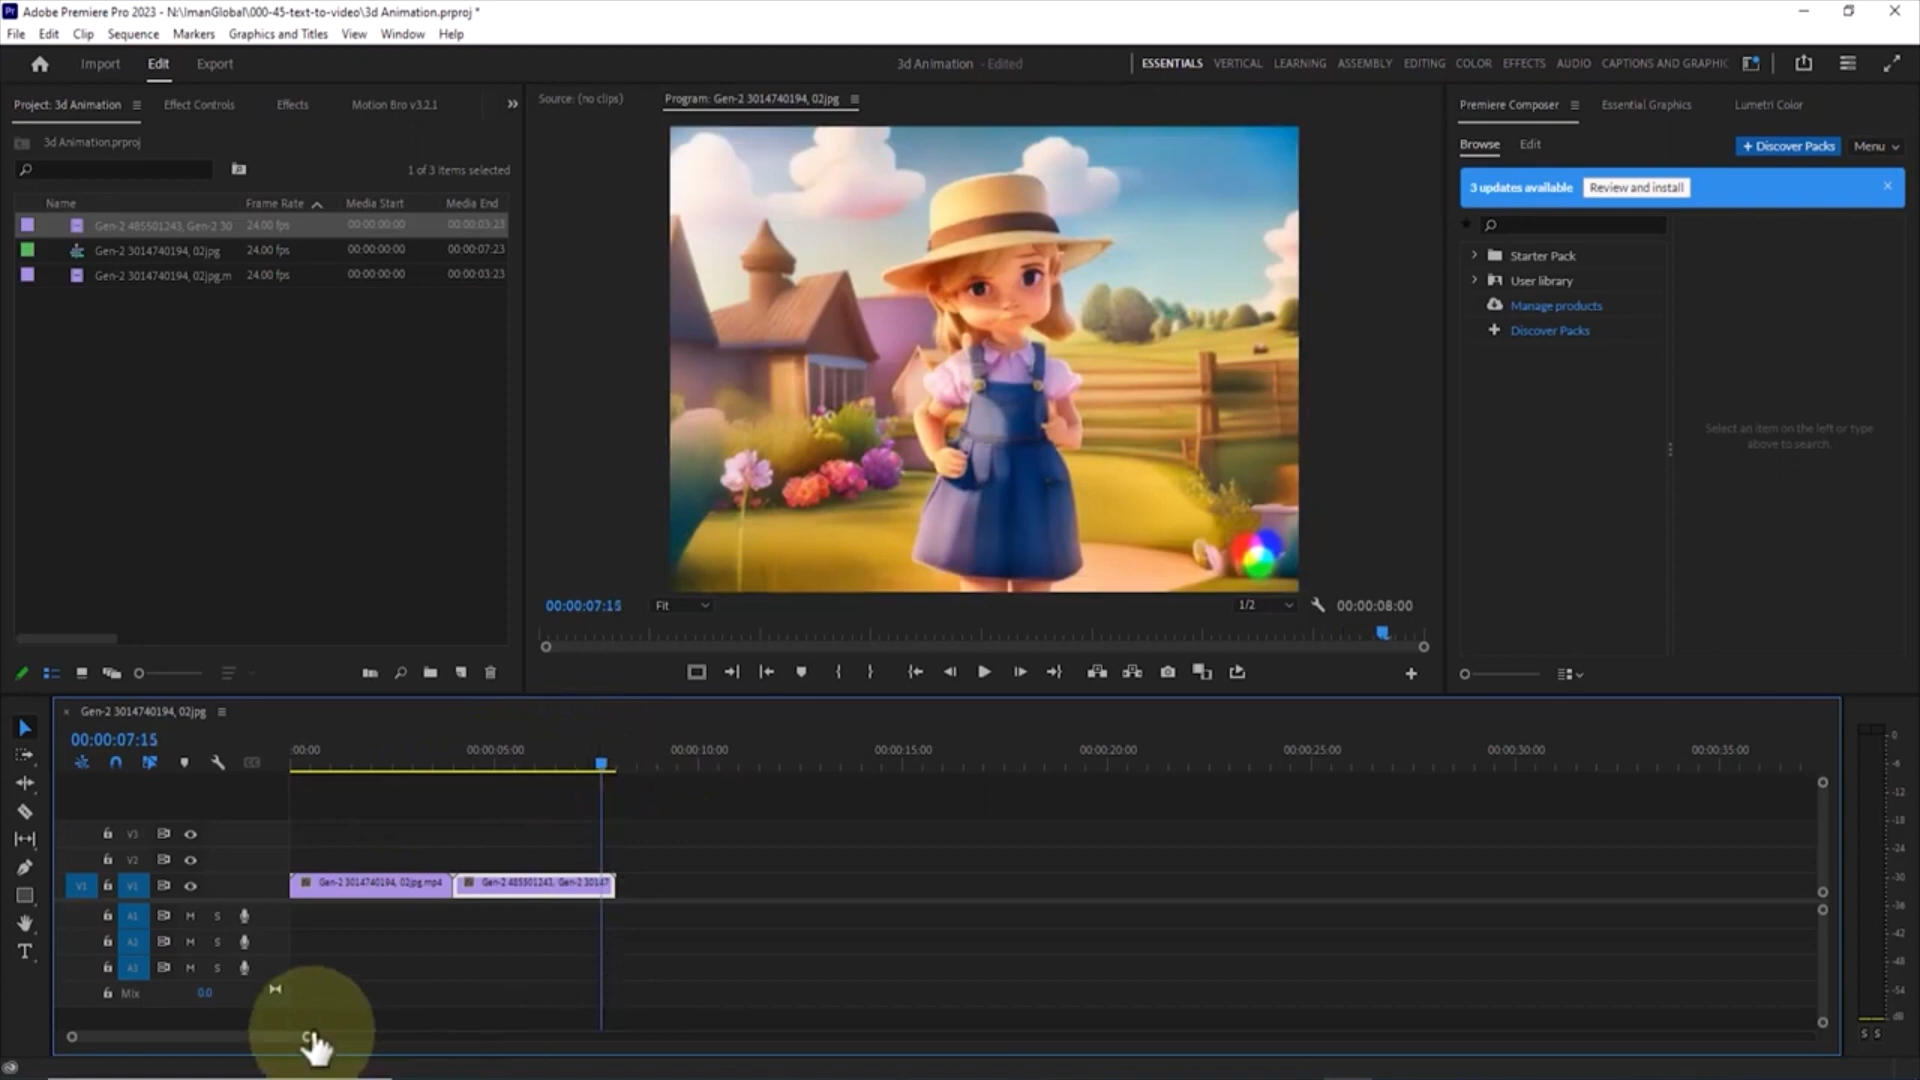 Pr Adobe Premiere Pro 2023 - N:\ImanGlobal\000-45-text-to-video\3d Animation.prproj *
File Edit Clip Sequence Markers Graphics and Titles View Window Help
Import Edit Export
3d Animation - Edited
ESSENTIALS VERTICAL LEARNING ASSEMBLY EDITING COLOR EFFECTS AUDIO CAPTIONS AND GRAPHIC
Project: 3d Animation Effect Controls Effects Motion Bro v3.2.1
3d Animation.prproj
1 of 3 items selected
Name Frame Rate Media Start Media End
Gen-2 485501243, Gen-2 30 24.00 fps 00:00:00:00 00:00:03:23
Gen-2 3014740194, 02jpg 24.00 fps 00:00:00:00 00:00:07:23
Gen-2 3014740194, 02jpg.m 24.00 fps 00:00:00:00 00:00:03:23
Source: (no clips) Program: Gen-2 3014740194, 02jpg
00:00:07:15 Fit 1/2 00:00:08:00
Premiere Composer Essential Graphics Lumetri Color
Browse Edit + Discover Packs Menu
3 updates available Review and install
Starter Pack
User library
Manage products
Discover Packs
Select an item on the left or type
above to search.
Gen-2 3014740194, 02jpg
00:00:07:15
:00:00 00:00:05:00 00:00:10:00 00:00:15:00 00:00:20:00 00:00:25:00 00:00:30:00 00:00:35:00
V3
V2
V1 V1 Gen-2 3014740194, 02jpg.mp4 Gen-2 485501243, Gen-2 30147
A1 M S
A2 M S
A3 M S
Mix 0.0
0
-6
-12
-18
-24
-30
-36
-42
-48
-54
dB
S S